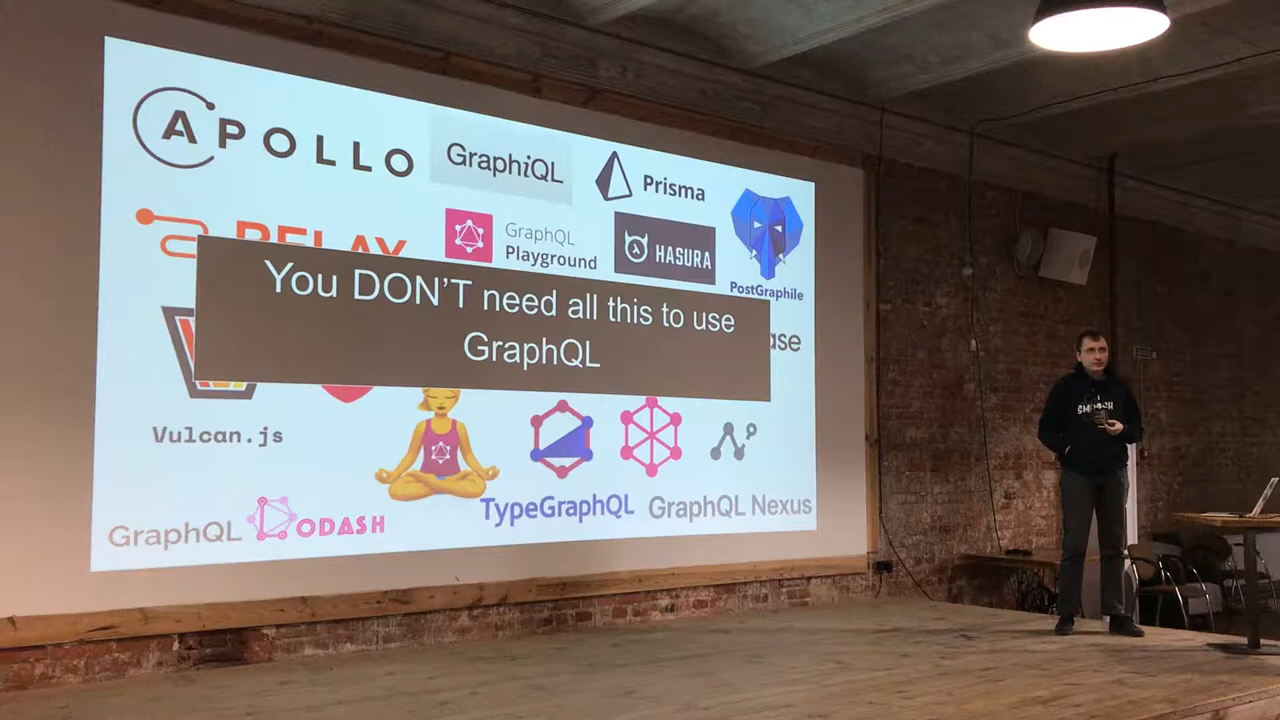 APOLLO
GraphiQL
Prisma
RELAY
GraphQL
Playground
HASURA
PostGraphile
You DON'T need all this to use
GraphQL
ase
Vulcan.js
TypeGraphQL
GraphQL Nexus
GraphQL
ODASH